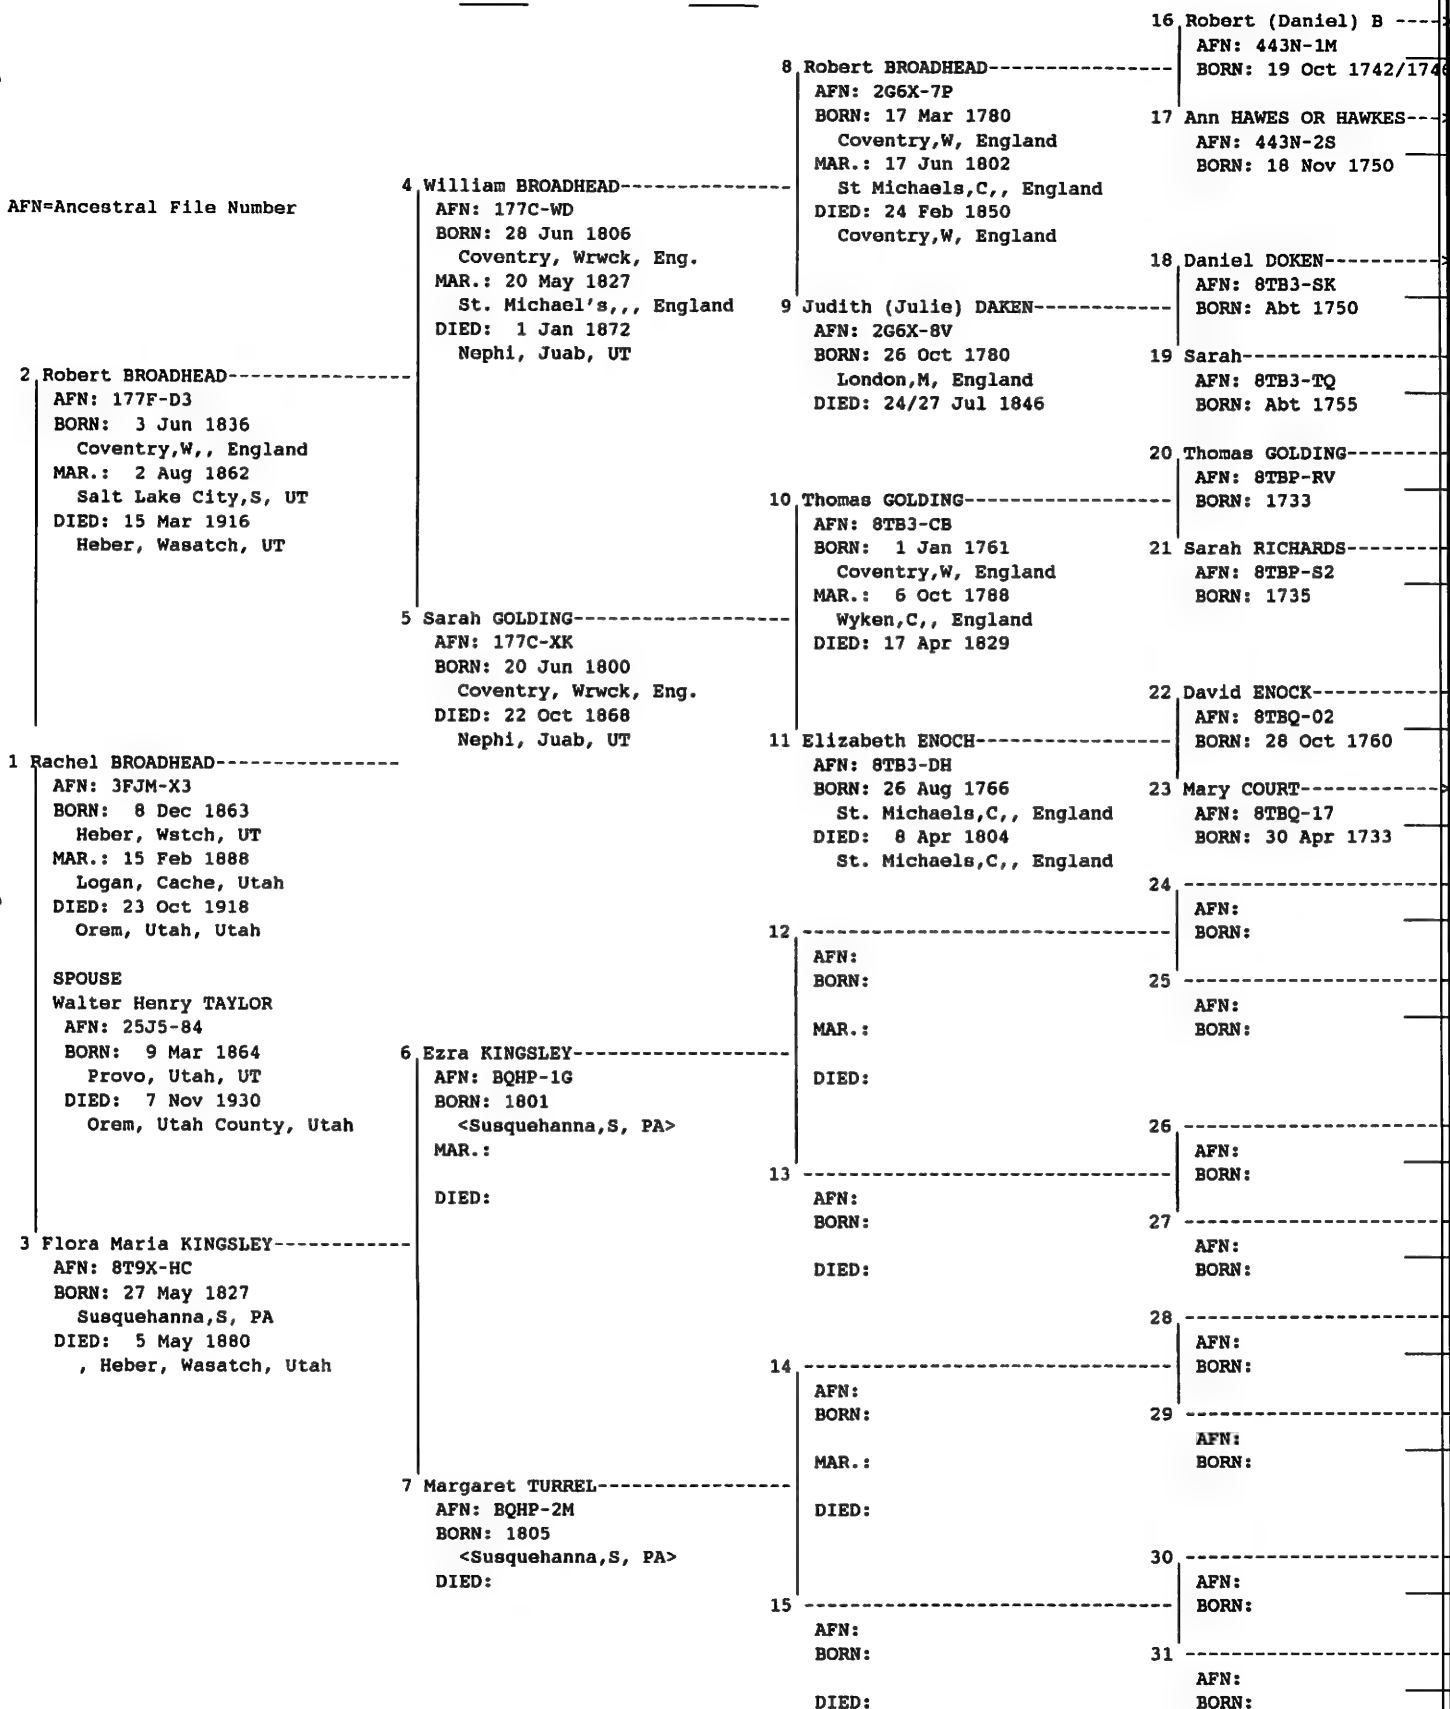 AFN=Ancestral File Number
1 Rachel BROADHEAD----------------
AFN: 3FJM-X3
BORN: 8 Dec 1863
Heber, Wstch, UT
MAR.: 15 Feb 1888
Logan, Cache, Utah
DIED: 23 Oct 1918
Orem, Utah, Utah
SPOUSE
Walter Henry TAYLOR
AFN: 25J5-84
BORN: 9 Mar 1864
Provo, Utah, UT
DIED: 7 Nov 1930
Orem, Utah County, Utah
2 Robert BROADHEAD----------------
AFN: 177F-D3
BORN: 3 Jun 1836
Coventry,W,, England
MAR.: 2 Aug 1862
Salt Lake City,S, UT
DIED: 15 Mar 1916
Heber, Wasatch, UT
3 Flora Maria KINGSLEY------------
AFN: 8T9X-HC
BORN: 27 May 1827
Susquehanna,S, PA
DIED: 5 May 1880
, Heber, Wasatch, Utah
4 William BROADHEAD---------------
AFN: 177C-WD
BORN: 28 Jun 1806
Coventry, Wrwck, Eng.
MAR.: 20 May 1827
St. Michael's,,, England
DIED: 1 Jan 1872
Nephi, Juab, UT
5 Sarah GOLDING-------------------
AFN: 177C-XK
BORN: 20 Jun 1800
Coventry, Wrwck, Eng.
DIED: 22 Oct 1868
Nephi, Juab, UT
6 Ezra KINGSLEY-------------------
AFN: BQHP-1G
BORN: 1801
<Susquehanna,S, PA>
MAR.:
DIED:
7 Margaret TURREL-----------------
AFN: BQHP-2M
BORN: 1805
<Susquehanna,S, PA>
DIED:
8 Robert BROADHEAD----------------
AFN: 2G6X-7P
BORN: 17 Mar 1780
Coventry,W, England
MAR.: 17 Jun 1802
St Michaels,C,, England
DIED: 24 Feb 1850
Coventry,W, England
9 Judith (Julie) DAKEN------------
AFN: 2G6X-8V
BORN: 26 Oct 1780
London,M, England
DIED: 24/27 Jul 1846
10 Thomas GOLDING------------------
AFN: 8TB3-CB
BORN: 1 Jan 1761
Coventry,W, England
MAR.: 6 Oct 1788
Wyken,C,, England
DIED: 17 Apr 1829
11 Elizabeth ENOCH-----------------
AFN: 8TB3-DH
BORN: 26 Aug 1766
St. Michaels,C,, England
DIED: 8 Apr 1804
St. Michaels,C,, England
12 --------------------------------
AFN:
BORN:
MAR.:
DIED:
13 --------------------------------
AFN:
BORN:
DIED:
14 --------------------------------
AFN:
BORN:
MAR.:
DIED:
15 --------------------------------
AFN:
BORN:
DIED:
16 Robert (Daniel) B ----
AFN: 443N-1M
BORN: 19 Oct 1742/174
17 Ann HAWES OR HAWKES---
AFN: 443N-2S
BORN: 18 Nov 1750
18 Daniel DOKEN----------
AFN: 8TB3-SK
BORN: Abt 1750
19 Sarah-----------------
AFN: 8TB3-TQ
BORN: Abt 1755
20 Thomas GOLDING--------
AFN: 8TBP-RV
BORN: 1733
21 Sarah RICHARDS--------
AFN: 8TBP-S2
BORN: 1735
22 David ENOCK-----------
AFN: 8TBQ-02
BORN: 28 Oct 1760
23 Mary COURT------------
AFN: 8TBQ-17
BORN: 30 Apr 1733
24 ----------------------
AFN:
BORN:
25 ----------------------
AFN:
BORN:
26 ----------------------
AFN:
BORN:
27 ----------------------
AFN:
BORN:
28 ----------------------
AFN:
BORN:
29 ----------------------
AFN:
BORN:
30 ----------------------
AFN:
BORN:
31 ----------------------
AFN:
BORN: